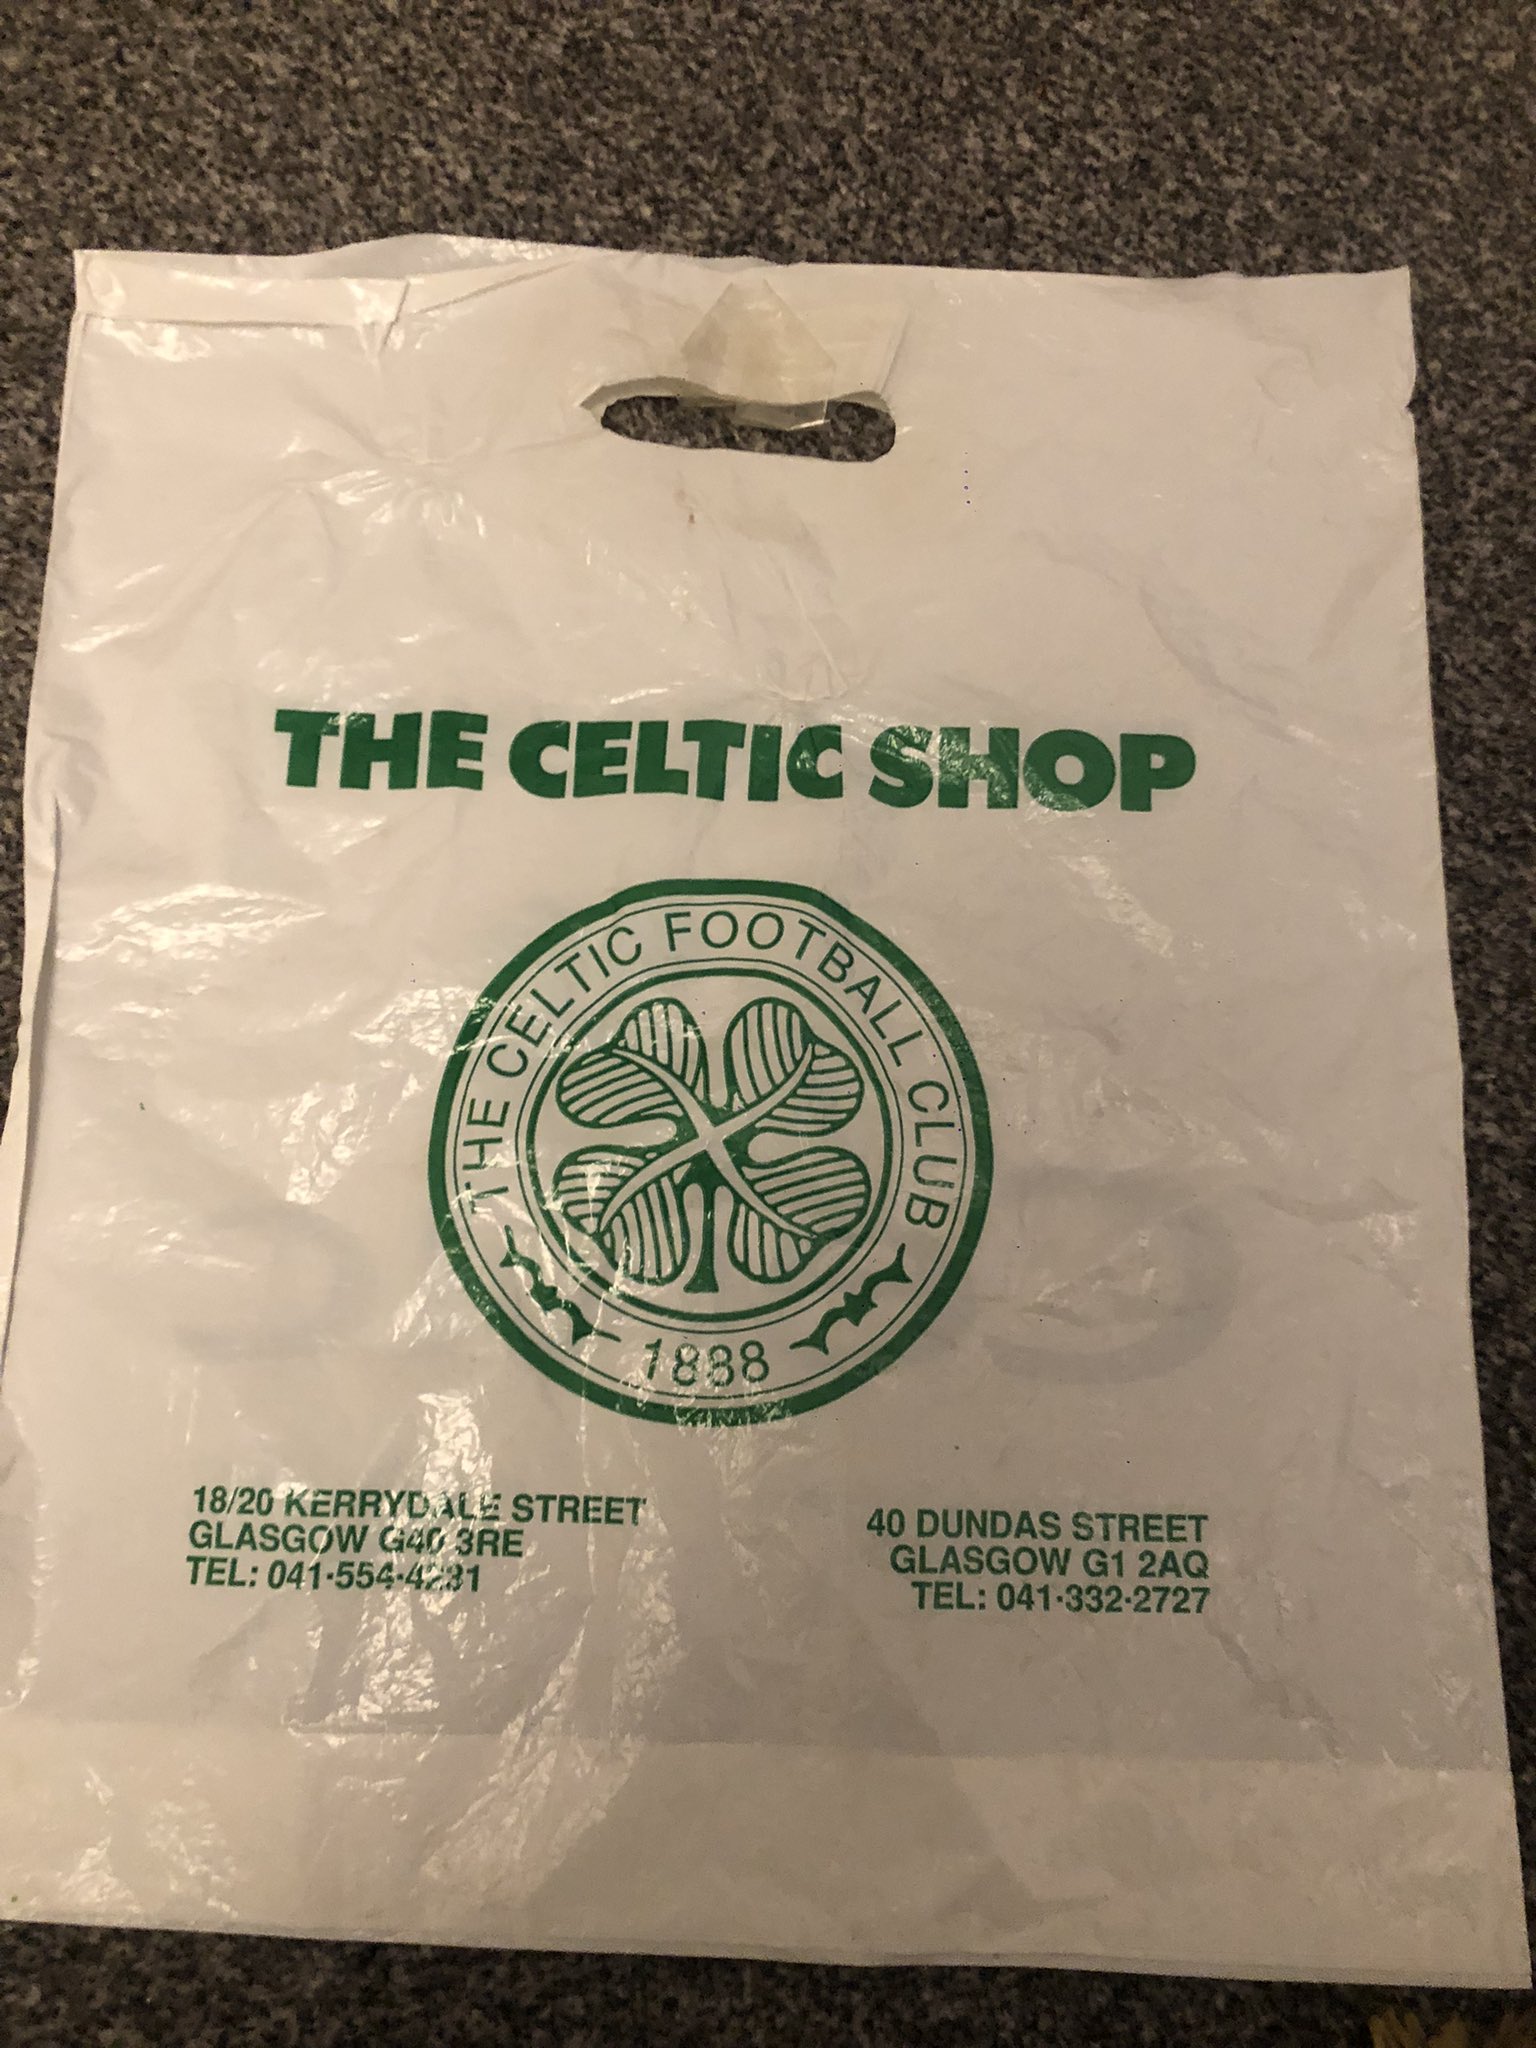 THE CELTIC SHOP
THE CELTIC FOOTBALL CLUB
1888
18/20 KERRYDALE STREET
GLASGOW G40 3RE
TEL: 041·554·4231
40 DUNDAS STREET
GLASGOW G1 2AQ
TEL: 041·332·2727